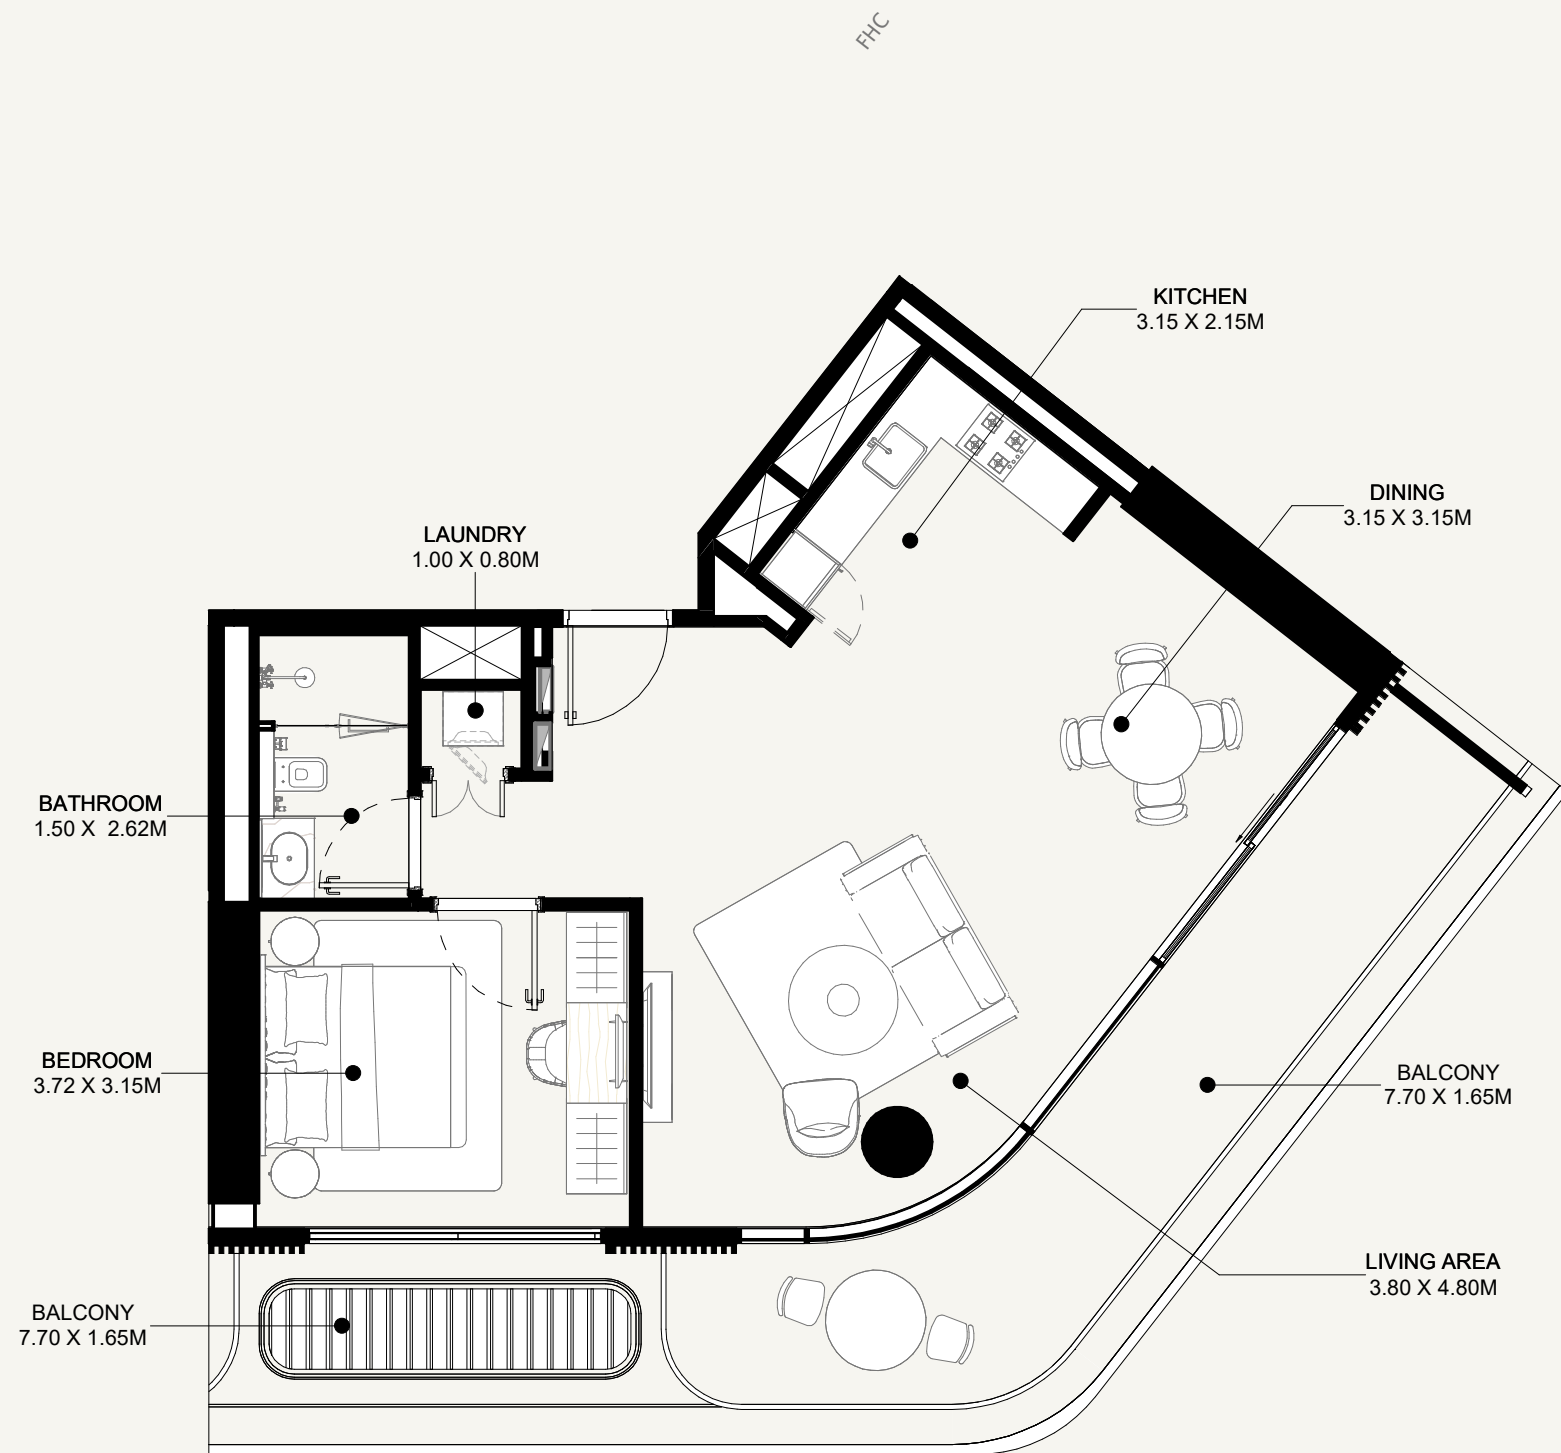 FHC
KITCHEN
3.15 X 2.15M
DINING
3.15 X 3.15M
LAUNDRY
1.00 X 0.80M
BATHROOM
1.50 X  2.62M
BEDROOM
3.72 X 3.15M
BALCONY
7.70 X 1.65M
LIVING AREA
3.80 X 4.80M
BALCONY
7.70 X 1.65M